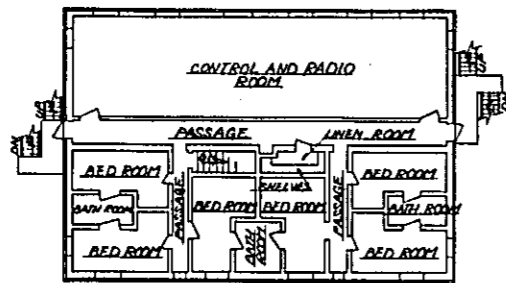 CONTROL AND RADIO
ROOM
PASSAGE
LINEN ROOM
BED ROOM
DN
BED ROOM
SHELVES
BED ROOM
BED ROOM
BATH ROOM
PASSAGE
BATH
ROOM
PASSAGE
BATH ROOM
BED ROOM
BED ROOM